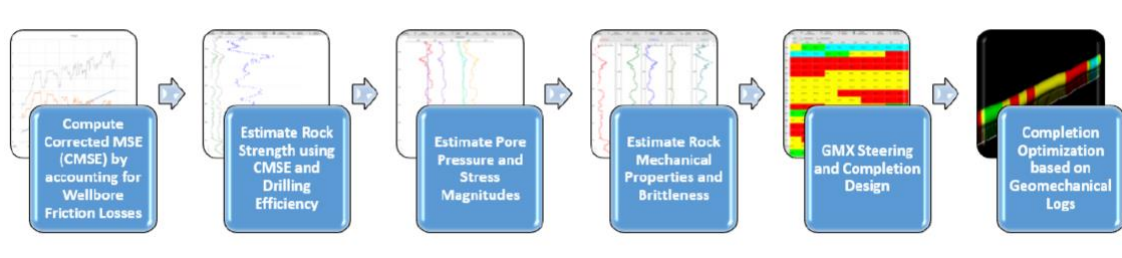 Compute
Corrected MSE
(CMSE) by
accounting for
Wellbore
Friction Losses
Estimate Rock
Strength using
CMSE and
Drilling
Efficiency
Estimate Pore
Pressure and
Stress
Magnitudes
Estimate Rock
Mechanical
Properties and
Brittleness
GMX Steering
and Completion
Design
Completion
Optimization
based on
Geomechanical
Logs